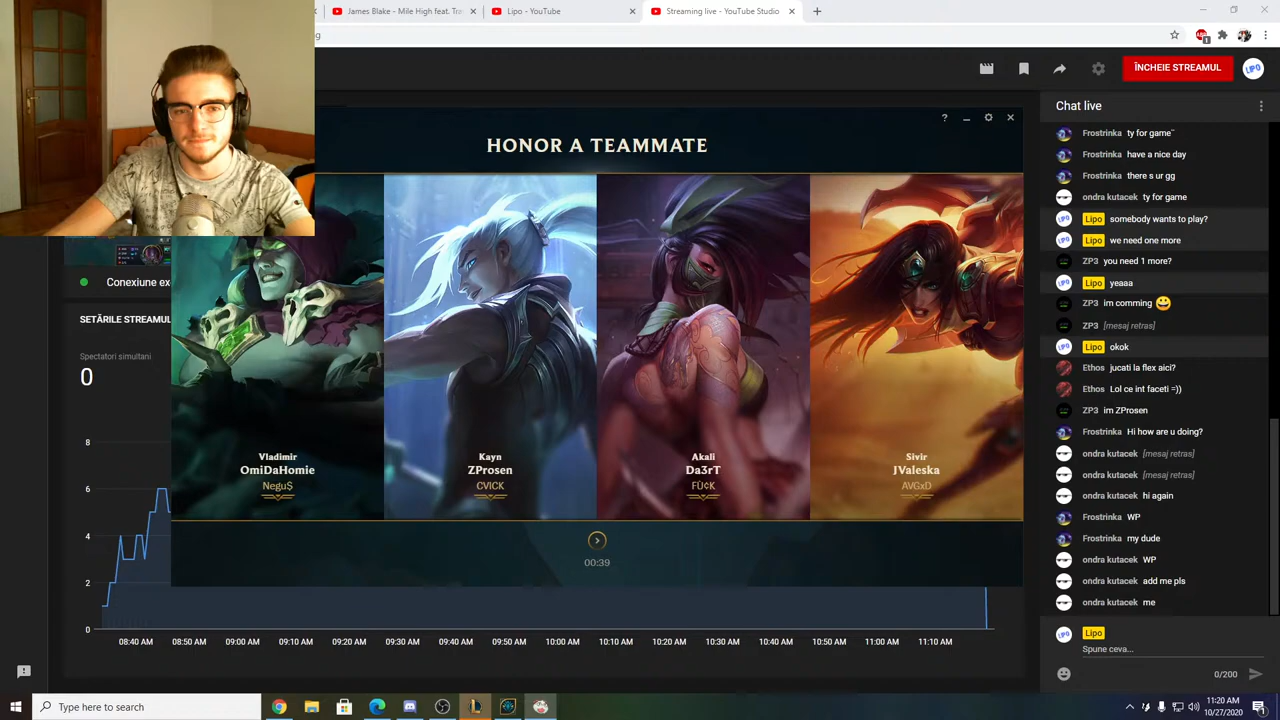 James Blake - Mile High feat. Tra
Lipo - YouTube
Streaming live - YouTube Studio
1
ÎNCHEIE STREAMUL
LIPO
Chat live
HONOR A TEAMMATE
Frostrinka ty for game~
Frostrinka have a nice day
Frostrinka there s ur gg
ondra kutacek ty for game
Lipo somebody wants to play?
Lipo we need one more
ZP3 you need 1 more?
Lipo yeaaa
ZP3 im comming 😀
ZP3 [mesaj retras]
Lipo okok
Ethos jucati la flex aici?
Ethos Lol ce int faceti =))
ZP3 im ZProsen
Frostrinka Hi how are u doing?
ondra kutacek [mesaj retras]
ondra kutacek [mesaj retras]
ondra kutacek hi again
Frostrinka WP
Frostrinka my dude
ondra kutacek WP
ondra kutacek add me pls
ondra kutacek me
Lipo
Spune ceva...
0/200
Conexiune ex
SETĂRILE STREAMUL
Spectatori simultani
0
Vladimir
OmiDaHomie
Negu$
Kayn
ZProsen
CVICK
Akali
Da3rT
FÛ¢K
Sivir
JValeska
AVGxD
00:39
8
6
4
2
0
08:40 AM 08:50 AM 09:00 AM 09:10 AM 09:20 AM 09:30 AM 09:40 AM 09:50 AM 10:00 AM 10:10 AM 10:20 AM 10:30 AM 10:40 AM 10:50 AM 11:00 AM 11:10 AM
Type here to search
11:20 AM
10/27/2020
1